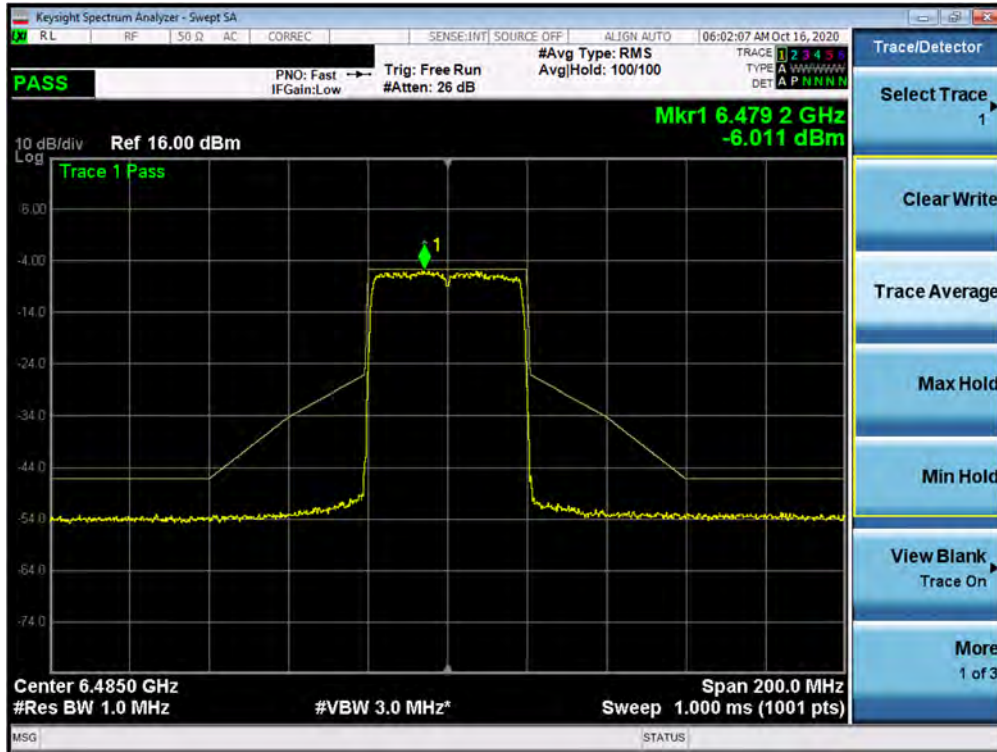 Keysight Spectrum Analyzer - Swept SA
LXI RL RF 50 Ω AC CORREC SENSE:INT SOURCE OFF ALIGN AUTO 06:02:07 AM Oct 16, 2020
PASS
PNO: Fast
IFGain:Low
Trig: Free Run
#Atten: 26 dB
#Avg Type: RMS
Avg|Hold: 100/100
TRACE 1 2 3 4 5 6
TYPE A WWWWWW
DET A P N N N N
Mkr1 6.479 2 GHz
-6.011 dBm
10 dB/div Ref 16.00 dBm
Log
Trace 1 Pass
6.00
1
-4.00
-14.0
-24.0
-34.0
-44.0
-54.0
-64.0
-74.0
Center 6.4850 GHz Span 200.0 MHz
#Res BW 1.0 MHz #VBW 3.0 MHz* Sweep 1.000 ms (1001 pts)
MSG STATUS
Trace/Detector
Select Trace
1
Clear Write
Trace Average
Max Hold
Min Hold
View Blank
Trace On
More
1 of 3